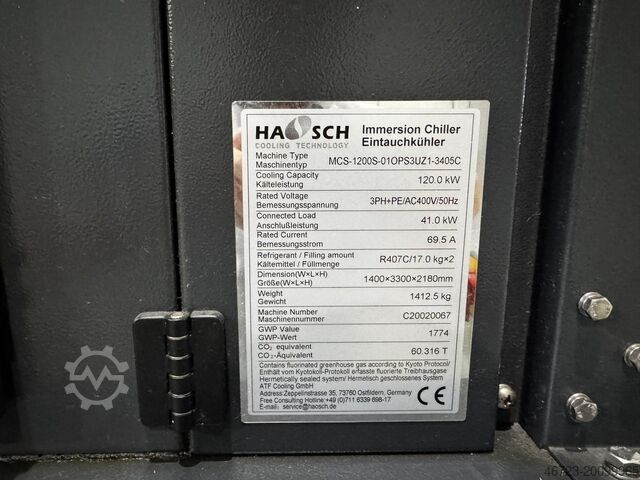 HAOSCH
COOLING TECHNOLOGY
Immersion Chiller
Eintauchkühler
Machine Type
Maschinentyp
MCS-1200S-01OPS3UZ1-3405C
Cooling Capacity
Kälteleistung
120.0 kW
Rated Voltage
Bemessungsspannung
3PH+PE/AC400V/50Hz
Connected Load
Anschlußleistung
41.0 kW
Rated Current
Bemessungsstrom
69.5 A
Refrigerant / Filling amount
Kältemittel / Füllmenge
R407C/17.0 kg×2
Dimension(W×L×H)
Größe(W×L×H)
1400×3300×2180mm
Weight
Gewicht
1412.5 kg
Machine Number
Maschinennummer
C20020067
GWP Value
GWP-Wert
1774
CO₂ equivalent
CO₂-Äquivalent
60.316 T
Contains fluorinated greenhouse gas according to Kyoto Protocol/
Enthält vom Kyotokoll-Protokoll erfasste fluorierte Treibhausgase
Hermetically sealed system/ Hermetisch geschlossenes System
ATF Cooling GmbH
Address:Zeppelinstrasse 35, 73760 Ostfildern, Germany
Free Consulting Hotline:+49 (0)711 6339 898-17
E-mail: service@haosch.de
CE